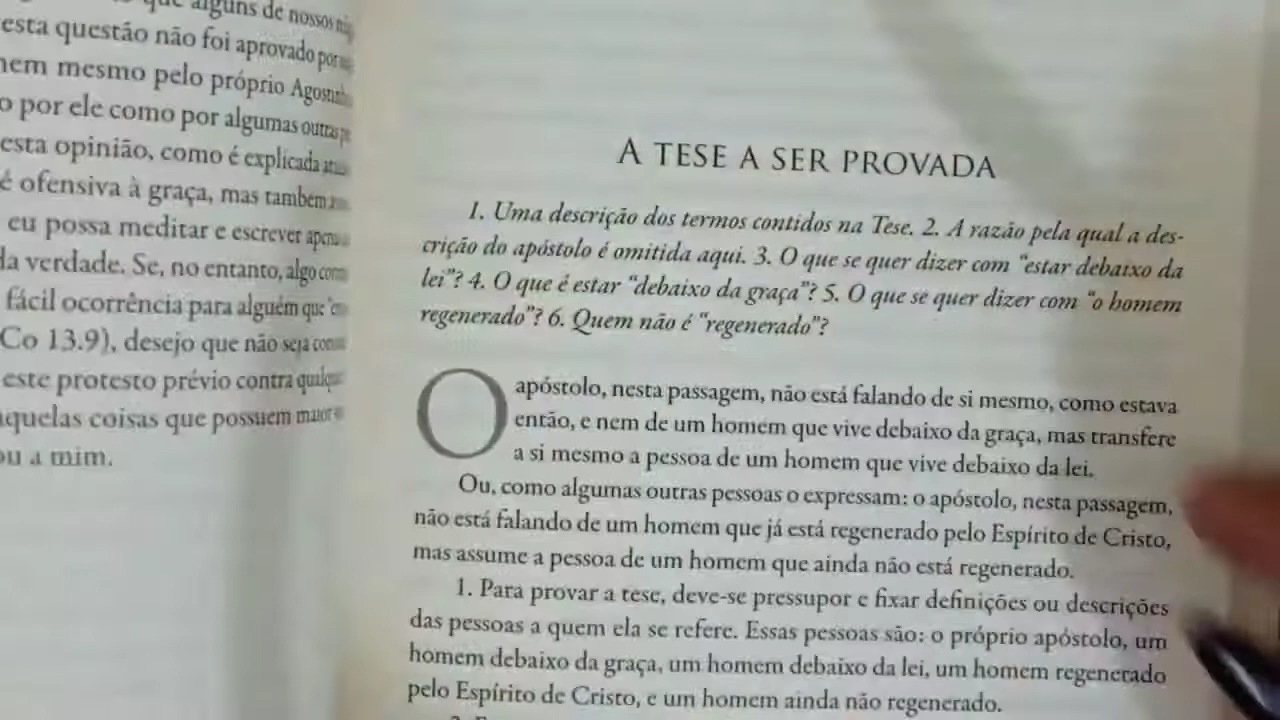 alguns de nossos
esta questão não foi aprovado por
nem mesmo pelo próprio Agostinho
o por ele como por algumas outras
esta opinião, como é explicada
é ofensiva à graça, mas também
eu possa meditar e escrever apenas
da verdade. Se, no entanto, algo
fácil ocorrência para alguém que
Co 13.9), desejo que não seja
este protesto prévio contra
quelas coisas que possuem maior
ou a mim.
A TESE A SER PROVADA
1. Uma descrição dos termos contidos na Tese. 2. A razão pela qual a des-
crição do apóstolo é omitida aqui. 3. O que se quer dizer com "estar debaixo da
lei"? 4. O que é estar "debaixo da graça"? 5. O que se quer dizer com "o homem
regenerado"? 6. Quem não é "regenerado"?
O apóstolo, nesta passagem, não está falando de si mesmo, como estava
então, e nem de um homem que vive debaixo da graça, mas transfere
a si mesmo a pessoa de um homem que vive debaixo da lei.
Ou, como algumas outras pessoas o expressam: o apóstolo, nesta passagem,
não está falando de um homem que já está regenerado pelo Espírito de Cristo,
mas assume a pessoa de um homem que ainda não está regenerado.
1. Para provar a tese, deve-se pressupor e fixar definições ou descrições
das pessoas a quem ela se refere. Essas pessoas são: o próprio apóstolo, um
homem debaixo da graça, um homem debaixo da lei, um homem regenerado
pelo Espírito de Cristo, e um homem ainda não regenerado.